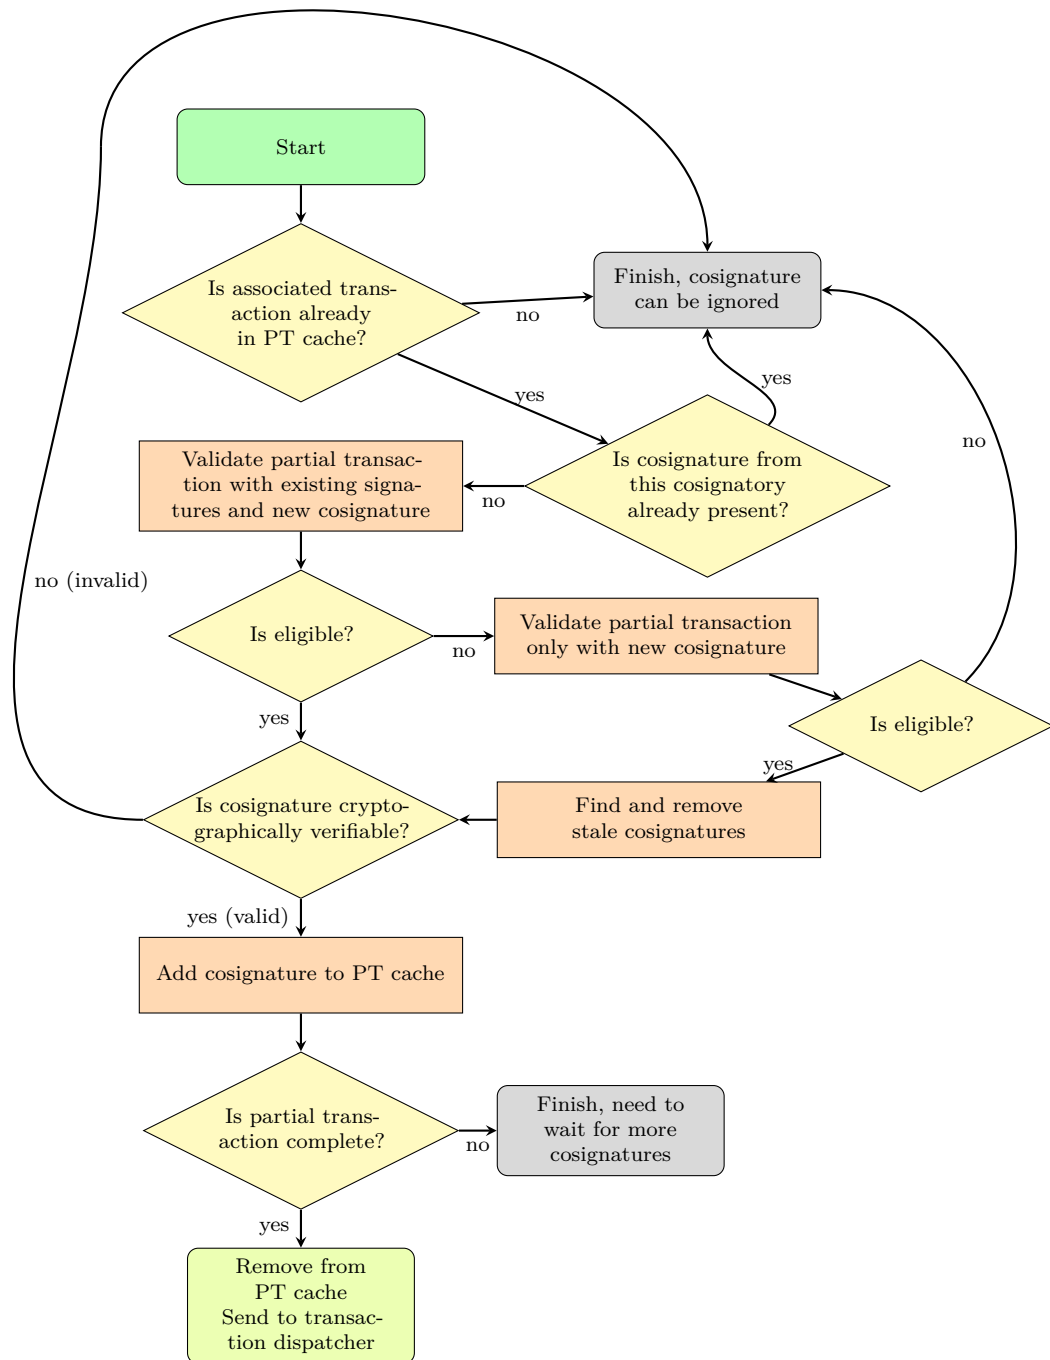 Start
Is associated trans-
action already
in PT cache?
no
Finish, cosignature
can be ignored
yes
yes
no
Is cosignature from
this cosignatory
already present?
no
Validate partial transac-
tion with existing signa-
tures and new cosignature
no (invalid)
Is eligible?
no
Validate partial transaction
only with new cosignature
yes
Is eligible?
yes
Is cosignature crypto-
graphically verifiable?
Find and remove
stale cosignatures
yes (valid)
Add cosignature to PT cache
Is partial trans-
action complete?
no
Finish, need to
wait for more
cosignatures
yes
Remove from
PT cache
Send to transac-
tion dispatcher